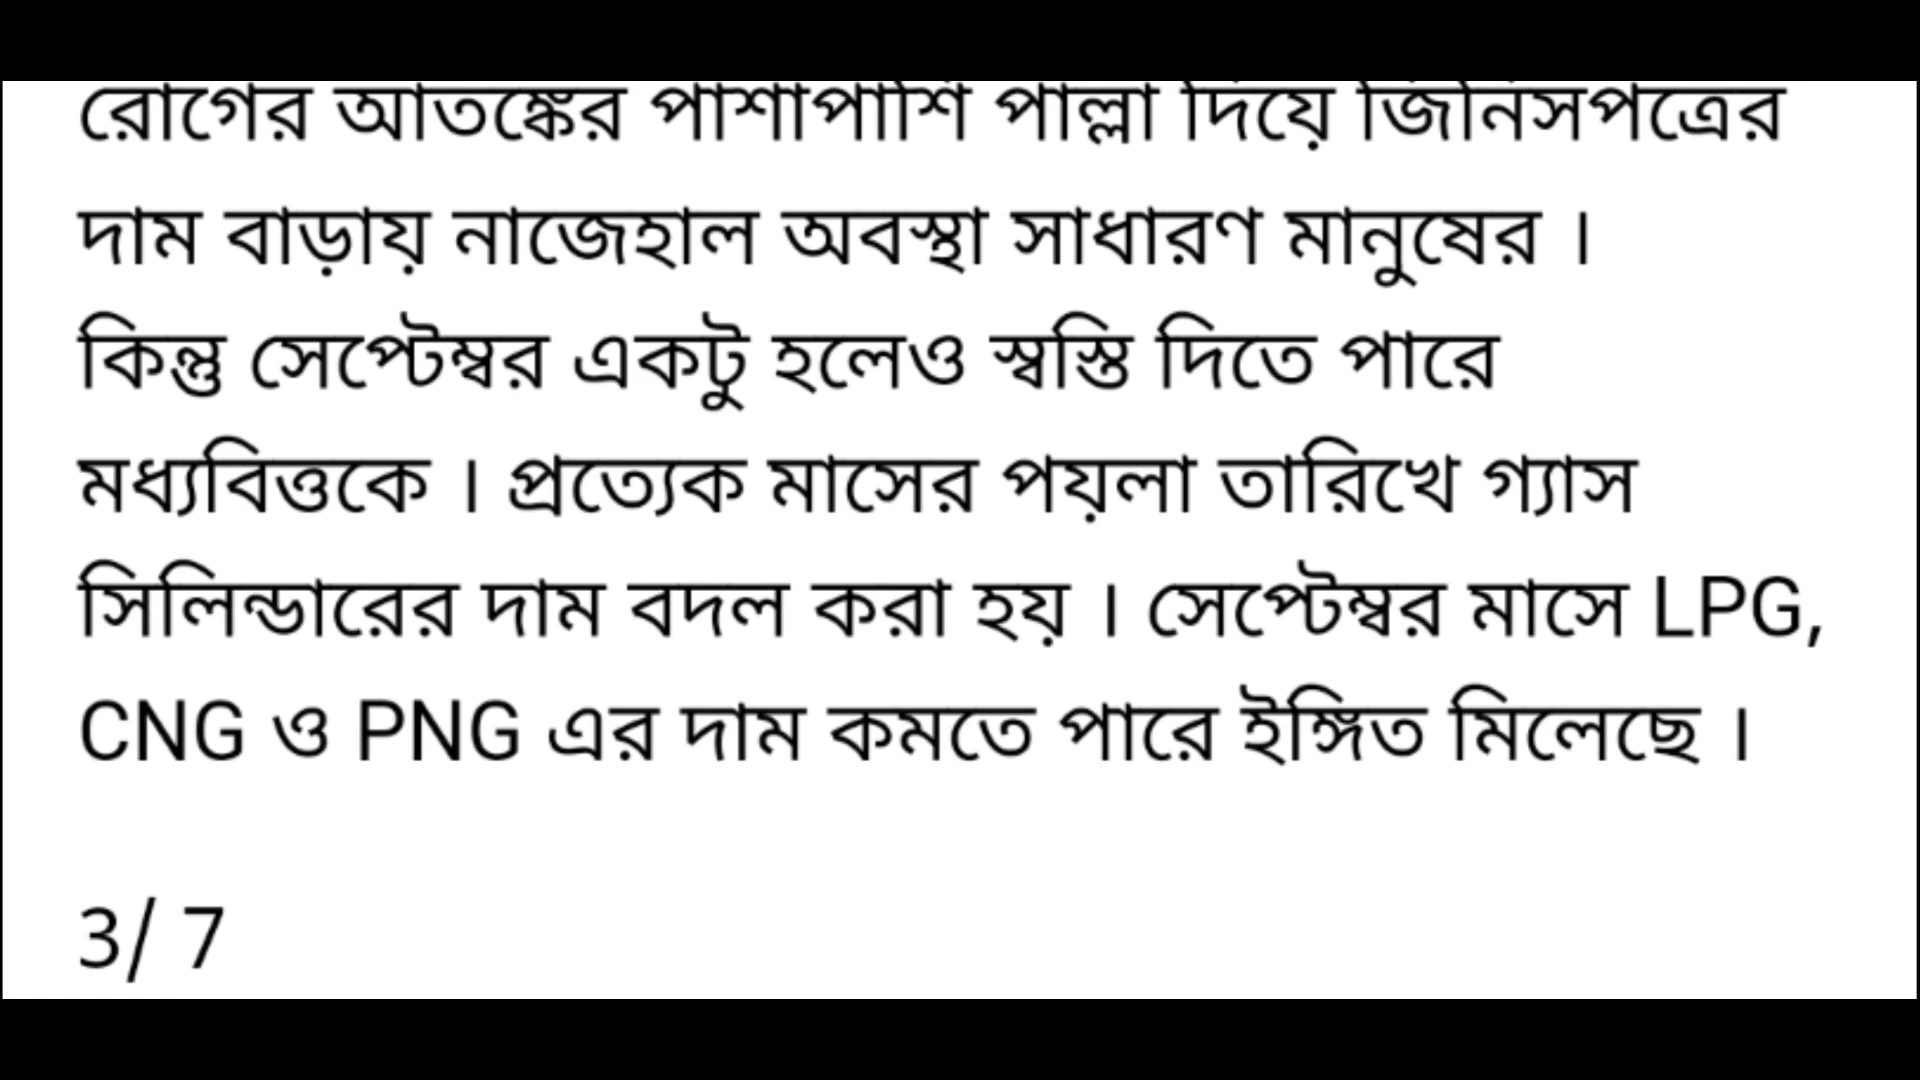 রোগের আতঙ্কের পাশাপাশি পাল্লা দিয়ে জিনিসপত্রের
দাম বাড়ায় নাজেহাল অবস্থা সাধারণ মানুষের ।
কিন্তু সেপ্টেম্বর একটু হলেও স্বস্তি দিতে পারে
মধ্যবিত্তকে । প্রত্যেক মাসের পয়লা তারিখে গ্যাস
সিলিন্ডারের দাম বদল করা হয় । সেপ্টেম্বর মাসে LPG,
CNG ও PNG এর দাম কমতে পারে ইঙ্গিত মিলেছে ।
3/ 7